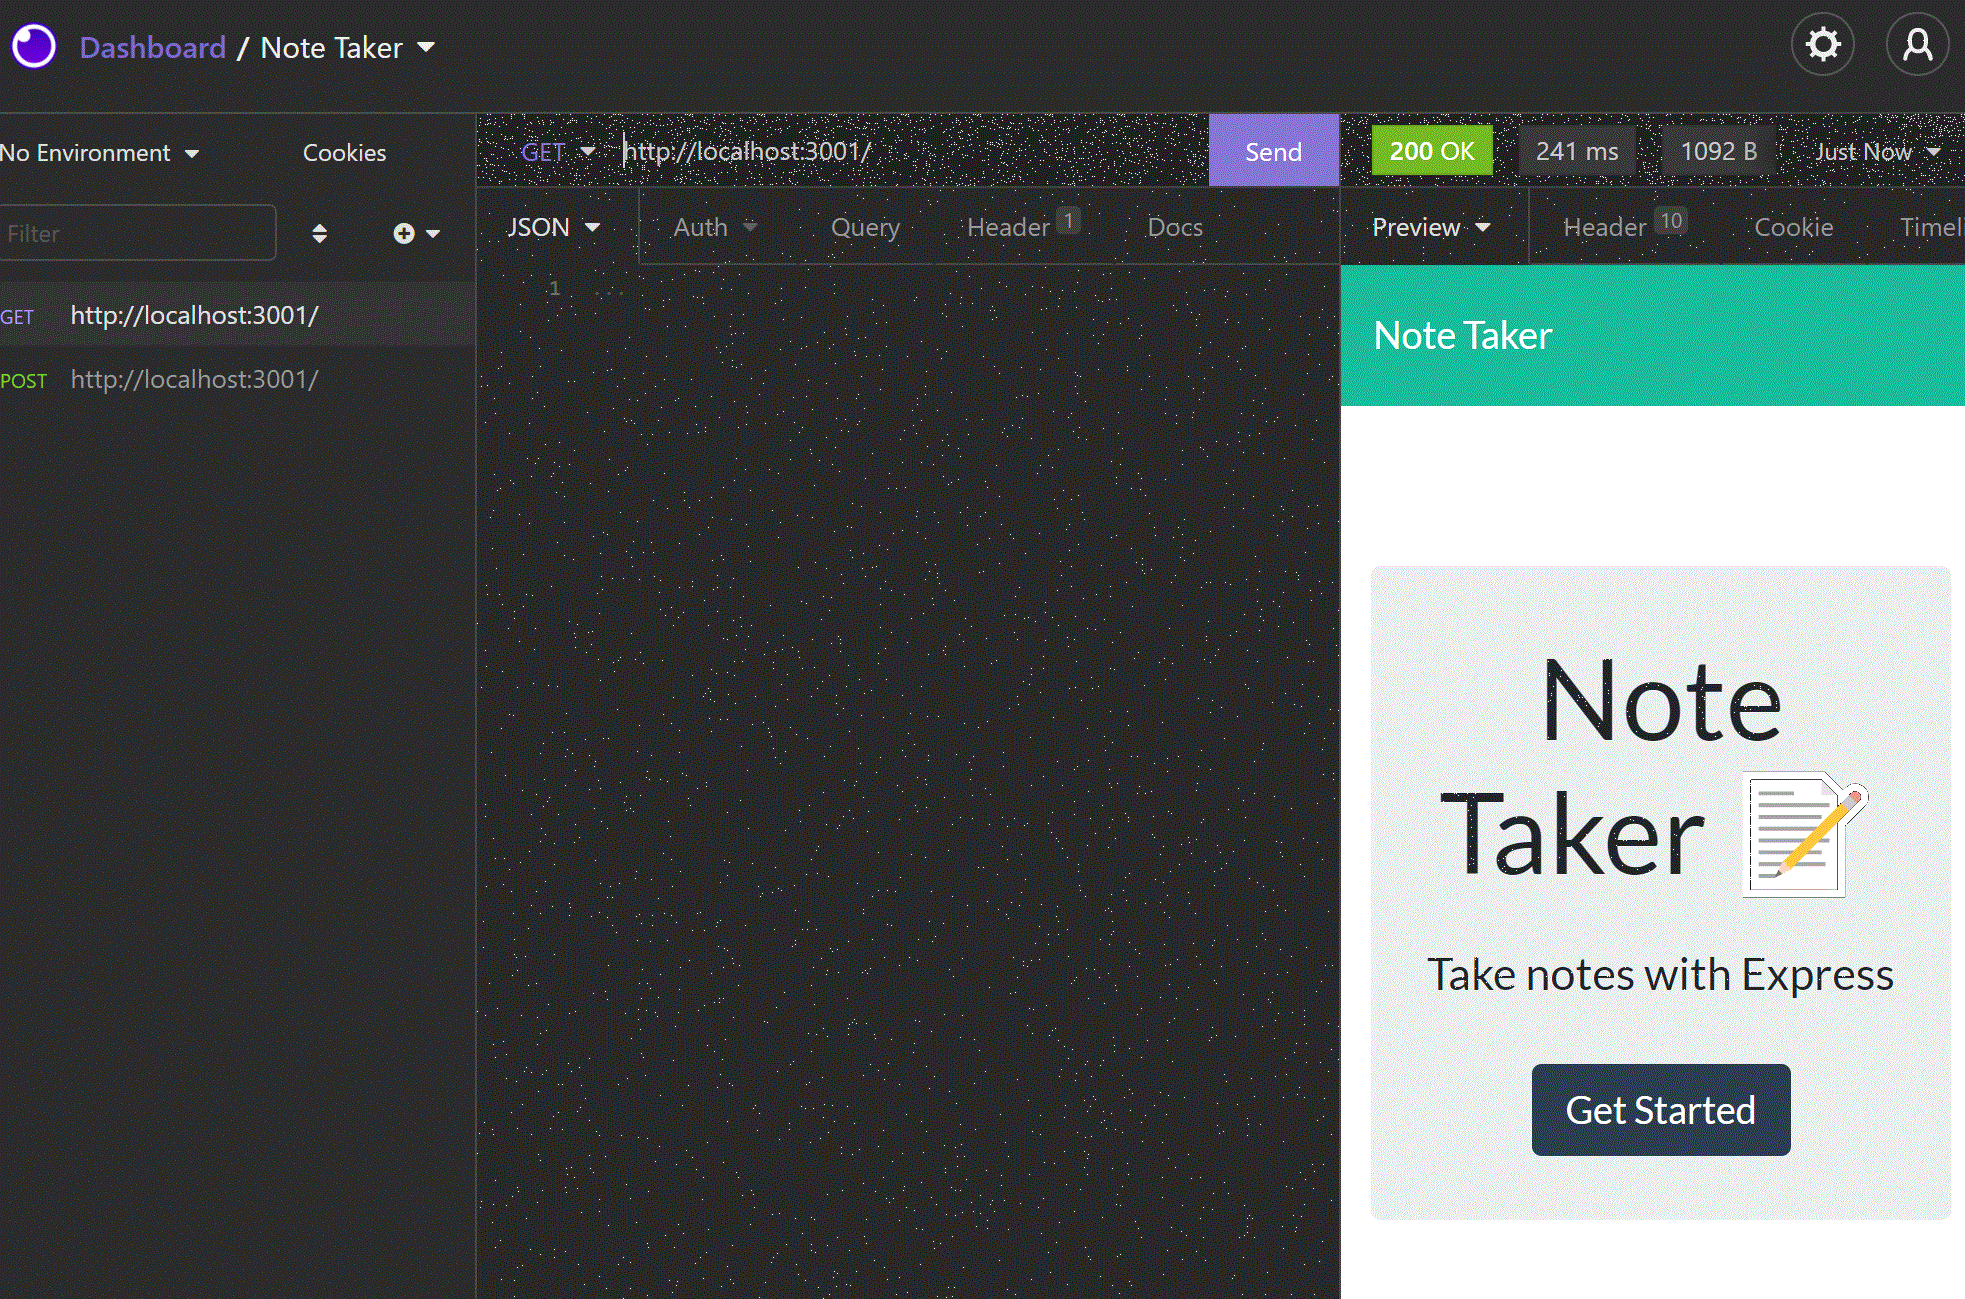 Dashboard / Note Taker
No Environment
Cookies
GET http://localhost:3001/
Send
200 OK
241 ms
1092 B
Just Now
Filter
JSON
Auth
Query
Header 1
Docs
Preview
Header 10
Cookie
Timeli
GET http://localhost:3001/
POST http://localhost:3001/
1 ...
Note Taker
Note
Taker
Take notes with Express
Get Started